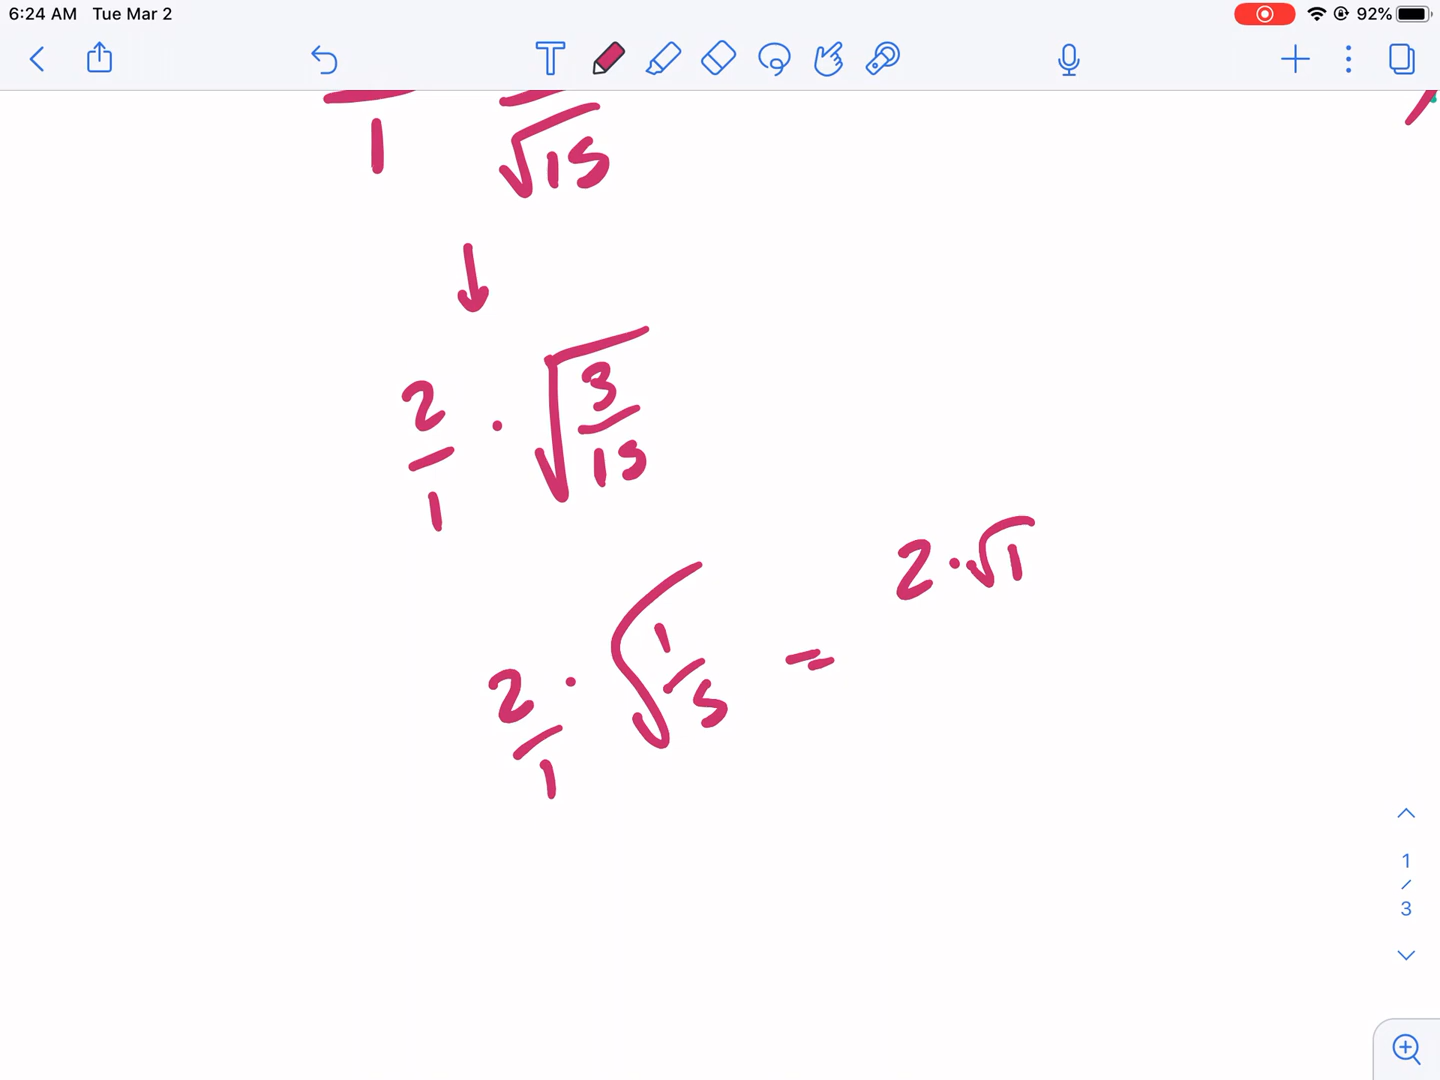 6:24 AM Tue Mar 2 92%
T
1 √15
↓
2/1 · √(3/15)
2/1 · √(1/5) = 2 · √1
1
/
3